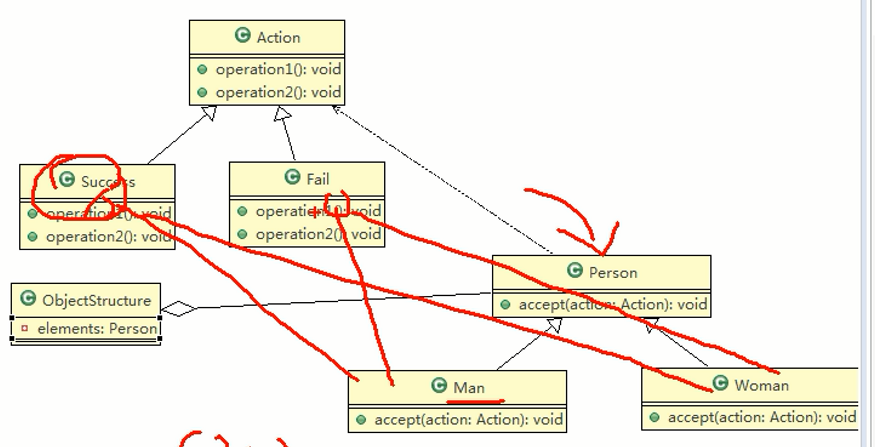 Action
operation1(): void
operation2(): void
Success
operation1(): void
operation2(): void
Fail
operation1(): void
operation2(): void
Person
accept(action: Action): void
ObjectStructure
elements: Person
Man
accept(action: Action): void
Woman
accept(action: Action): void